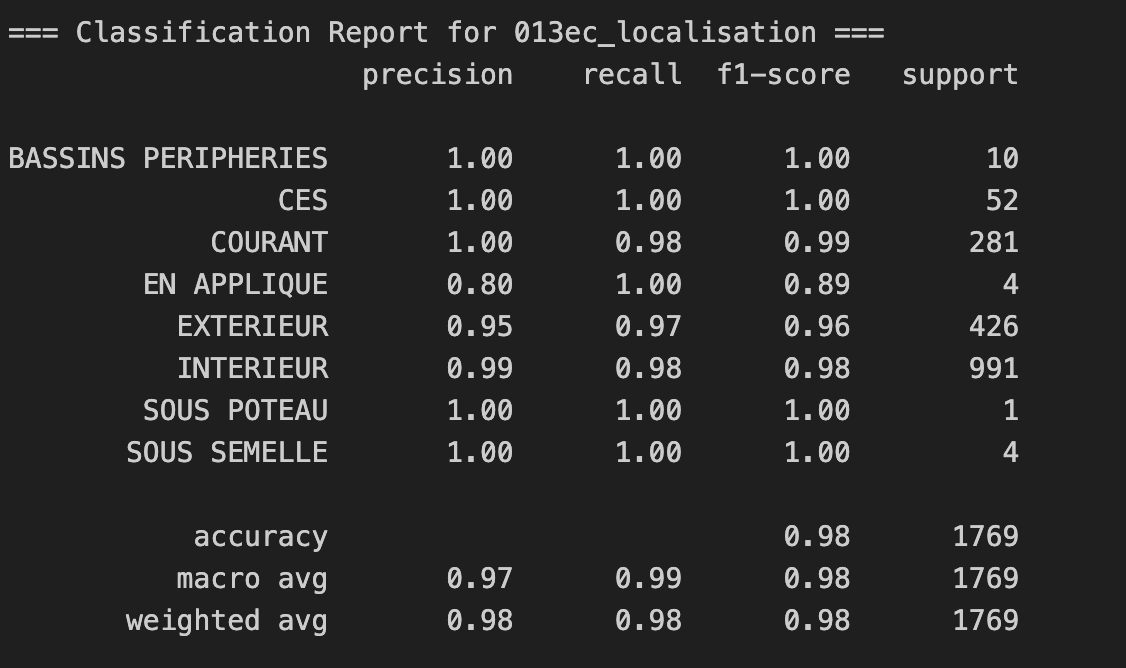 === Classification Report for 013ec_localisation ===
precision recall f1-score support
BASSINS PERIPHERIES 1.00 1.00 1.00 10
CES 1.00 1.00 1.00 52
COURANT 1.00 0.98 0.99 281
EN APPLIQUE 0.80 1.00 0.89 4
EXTERIEUR 0.95 0.97 0.96 426
INTERIEUR 0.99 0.98 0.98 991
SOUS POTEAU 1.00 1.00 1.00 1
SOUS SEMELLE 1.00 1.00 1.00 4
accuracy 0.98 1769
macro avg 0.97 0.99 0.98 1769
weighted avg 0.98 0.98 0.98 1769